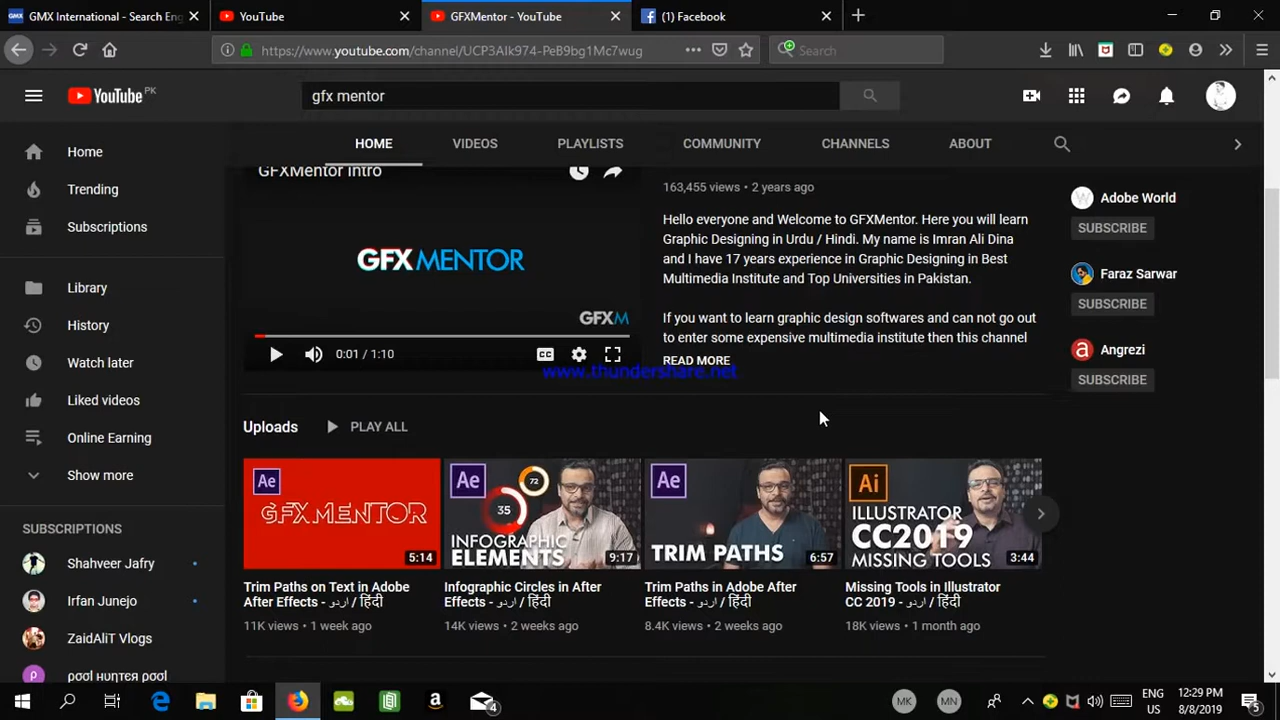 GMX International - Search Eng
YouTube
GFXMentor - YouTube
(1) Facebook
https://www.youtube.com/channel/UCP3AIk974-PeB9bg1Mc7wug
Search
YouTube PK
gfx mentor
HOME
VIDEOS
PLAYLISTS
COMMUNITY
CHANNELS
ABOUT
Home
Trending
Subscriptions
Library
History
Watch later
Liked videos
Online Earning
Show more
SUBSCRIPTIONS
Shahveer Jafry
Irfan Junejo
ZaidAliT Vlogs
ρσσl нυηтєя ρσσl
GFXMentor Intro
GFXMENTOR
GFXM
0:01 / 1:10
CC
163,455 views • 2 years ago
Hello everyone and Welcome to GFXMentor. Here you will learn
Graphic Designing in Urdu / Hindi. My name is Imran Ali Dina
and I have 17 years experience in Graphic Designing in Best
Multimedia Institute and Top Universities in Pakistan.
If you want to learn graphic design softwares and can not go out
to enter some expensive multimedia institute then this channel
READ MORE
www.thundershare.net
Adobe World
SUBSCRIBE
Faraz Sarwar
SUBSCRIBE
Angrezi
SUBSCRIBE
Uploads
PLAY ALL
Ae
GFXMENTOR
5:14
Trim Paths on Text in Adobe
After Effects - اردو / हिंदी
11K views • 1 week ago
Ae
72
35
INFOGRAPHIC
ELEMENTS
9:17
Infographic Circles in After
Effects - اردو / हिंदी
14K views • 2 weeks ago
Ae
TRIM PATHS
6:57
Trim Paths in Adobe After
Effects - اردو / हिंदी
8.4K views • 2 weeks ago
Ai
ILLUSTRATOR
CC2019
MISSING TOOLS
3:44
Missing Tools in Illustrator
CC 2019 - اردو / हिंदी
18K views • 1 month ago
4
MK
MN
ENG
US
12:29 PM
8/8/2019
5